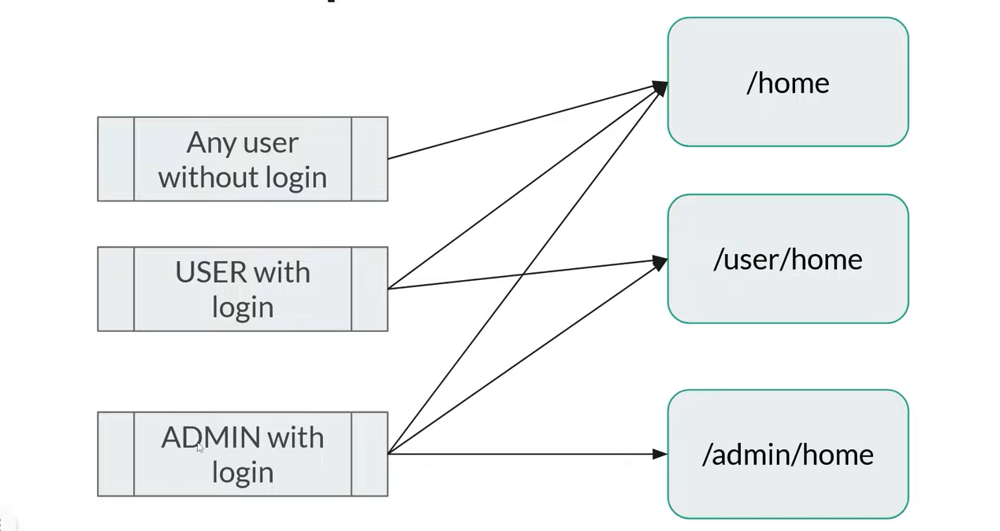 Any user
without login
USER with
login
ADMIN with
login
/home
/user/home
/admin/home